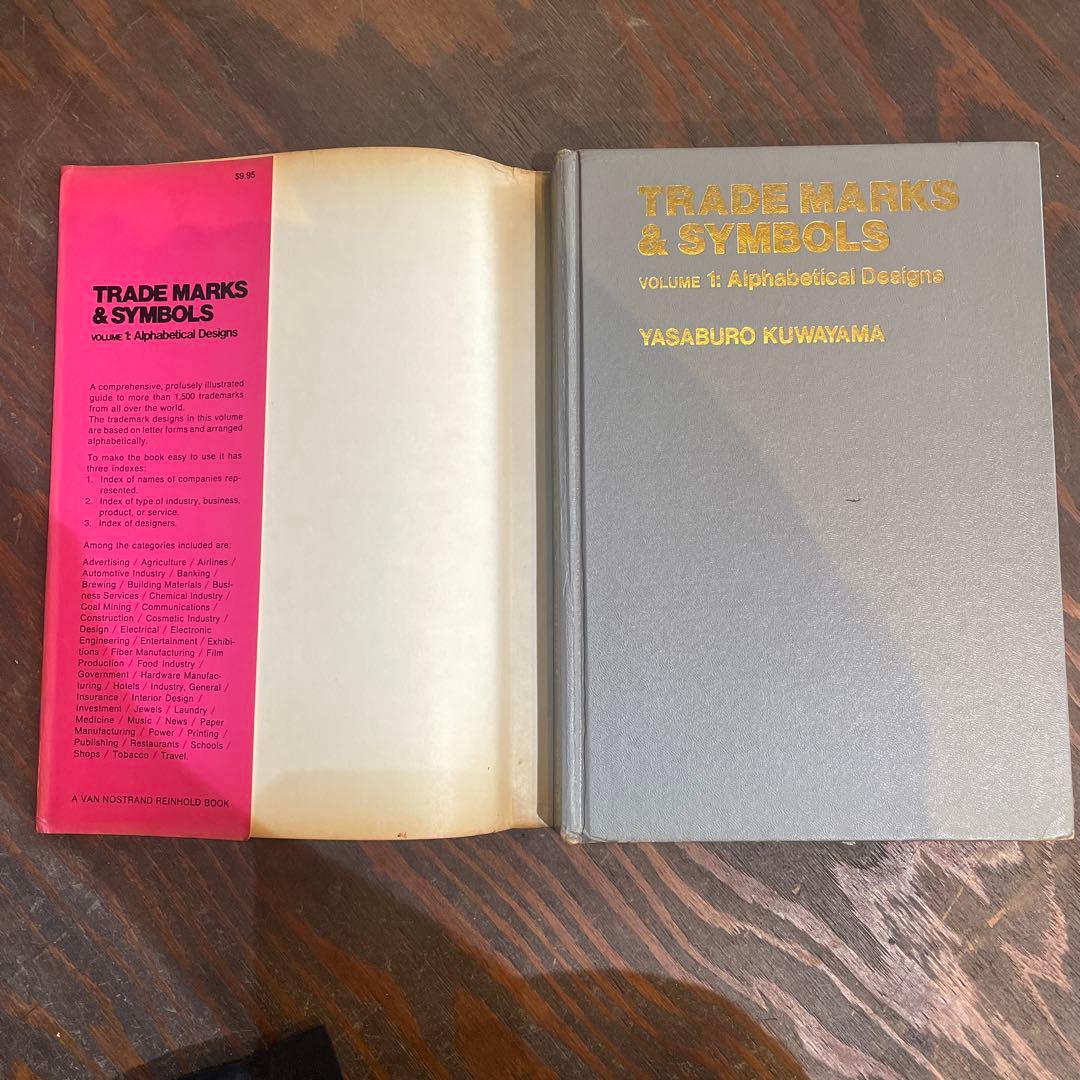 $9.95
TRADE MARKS
& SYMBOLS
VOLUME 1: Alphabetical Designs
A comprehensive, profusely illustrated
guide to more than 1,500 trademarks
from all over the world.
The trademark designs in this volume
are based on letter forms and arranged
alphabetically.
To make the book easy to use it has
three indexes:
1. Index of names of companies rep-
resented.
2. Index of type of industry, business,
product, or service.
3. Index of designers.
Among the categories included are:
Advertising / Agriculture / Airlines /
Automotive Industry / Banking /
Brewing / Building Materials / Busi-
ness Services / Chemical Industry /
Coal Mining / Communications /
Construction / Cosmetic Industry /
Design / Electrical / Electronic
Engineering / Entertainment / Exhibi-
tions / Fiber Manufacturing / Film
Production / Food Industry /
Government / Hardware Manufac-
turing / Hotels / Industry, General /
Insurance / Interior Design /
Investment / Jewels / Laundry /
Medicine / Music / News / Paper
Manufacturing / Power / Printing /
Publishing / Restaurants / Schools /
Shops / Tobacco / Travel.
A VAN NOSTRAND REINHOLD BOOK
TRADE MARKS
& SYMBOLS
VOLUME 1: Alphabetical Designs
YASABURO KUWAYAMA